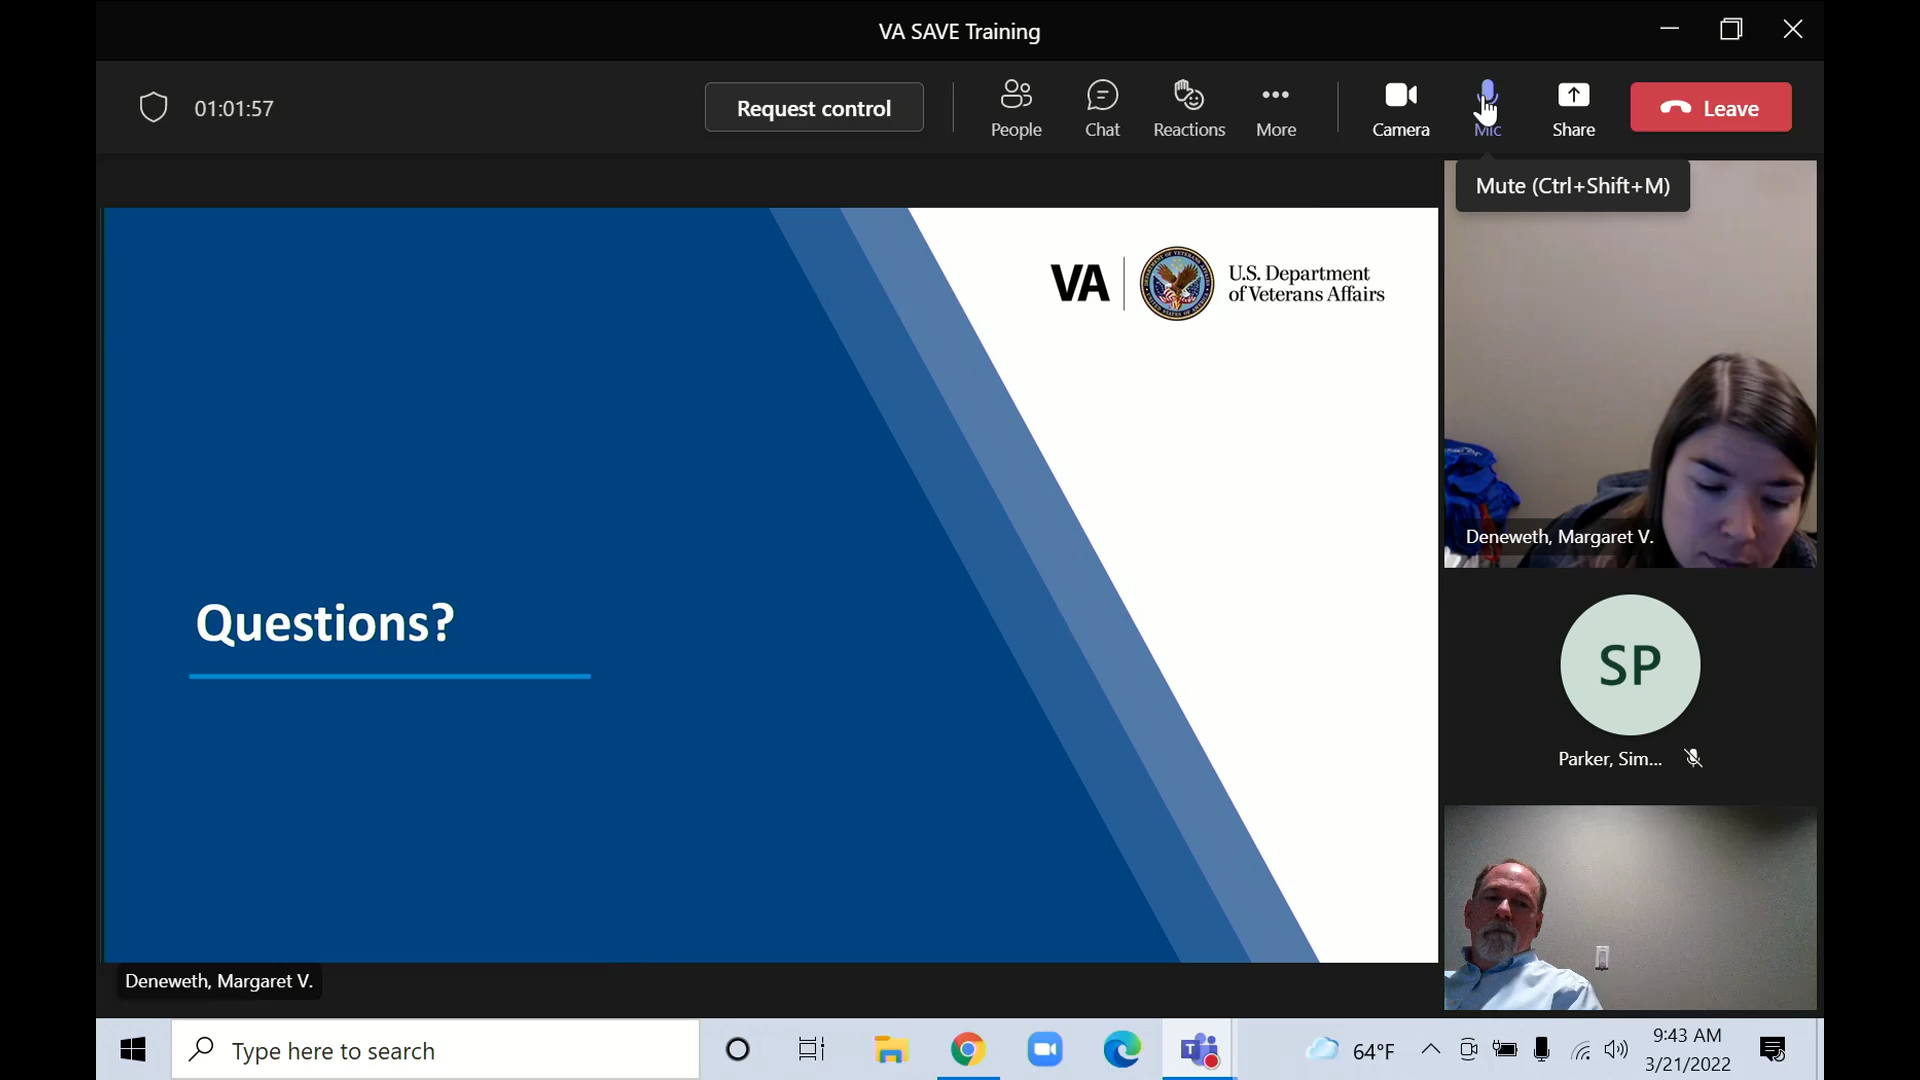 VA SAVE Training
01:01:57
Request control
People
Chat
Reactions
More
Camera
Mic
Share
Leave
Mute (Ctrl+Shift+M)
VA
U.S. Department
of Veterans Affairs
Questions?
Deneweth, Margaret V.
SP
Parker, Sim...
Deneweth, Margaret V.
Type here to search
64°F
9:43 AM
3/21/2022